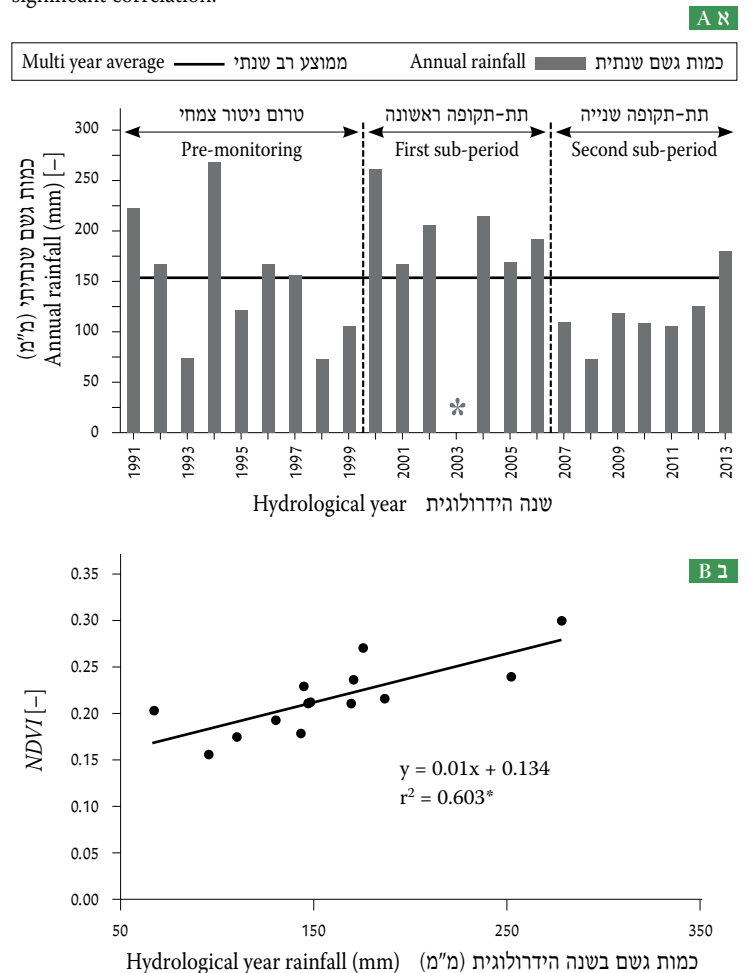 significant correlation.
A א
Multi year average ממוצע רב שנתי Annual rainfall כמות גשם שנתית
טרום ניטור צמחי תת-תקופה ראשונה תת-תקופה שנייה
Pre-monitoring First sub-period Second sub-period
כמות גשם שנתיתי (מ"מ)
Annual rainfall (mm) [–]
300
250
200
150
100
50
0
*
1991 1993 1995 1997 1999 2001 2003 2005 2007 2009 2011 2013
Hydrological year שנה הידרולוגית
B ב
NDVI [–]
0.35
0.30
0.25
0.20
0.15
0.10
0.05
0.00
y = 0.01x + 0.134
r² = 0.603*
50 150 250 350
Hydrological year rainfall (mm) כמות גשם בשנה הידרולוגית (מ"מ)